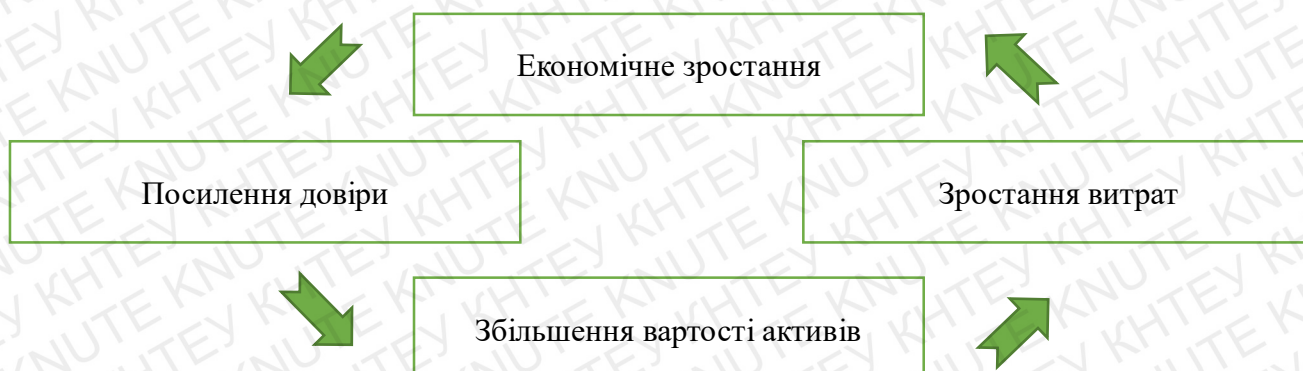 Економічне зростання
Посилення довіри
Зростання витрат
Збільшення вартості активів